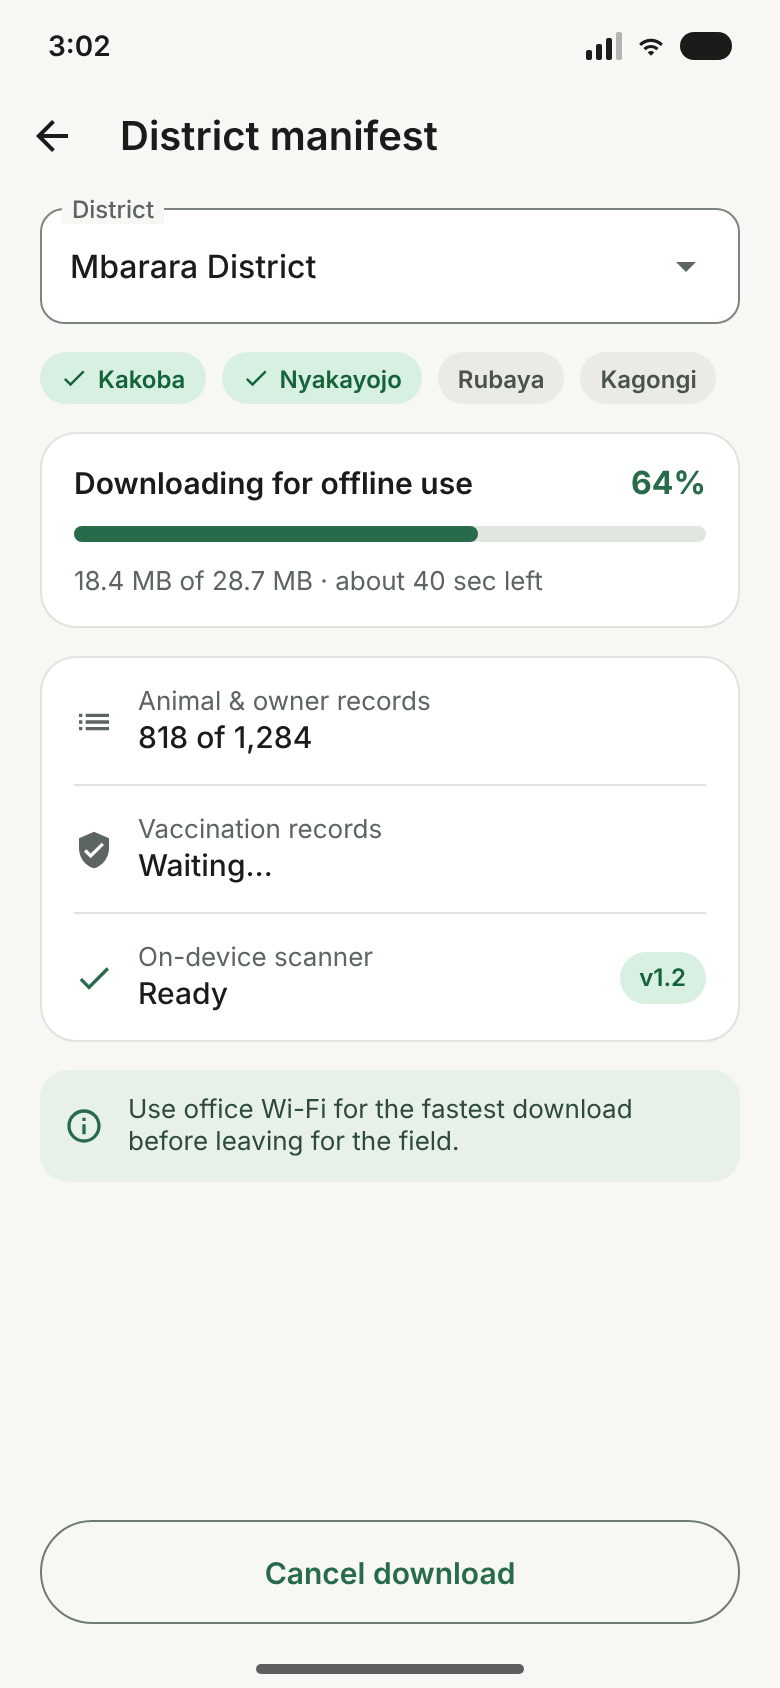 3:02
District manifest
District
Mbarara District
Kakoba
Nyakayojo
Rubaya
Kagongi
Downloading for offline use
64%
18.4 MB of 28.7 MB · about 40 sec left
Animal & owner records
818 of 1,284
Vaccination records
Waiting...
On-device scanner
Ready
v1.2
Use office Wi-Fi for the fastest download
before leaving for the field.
Cancel download